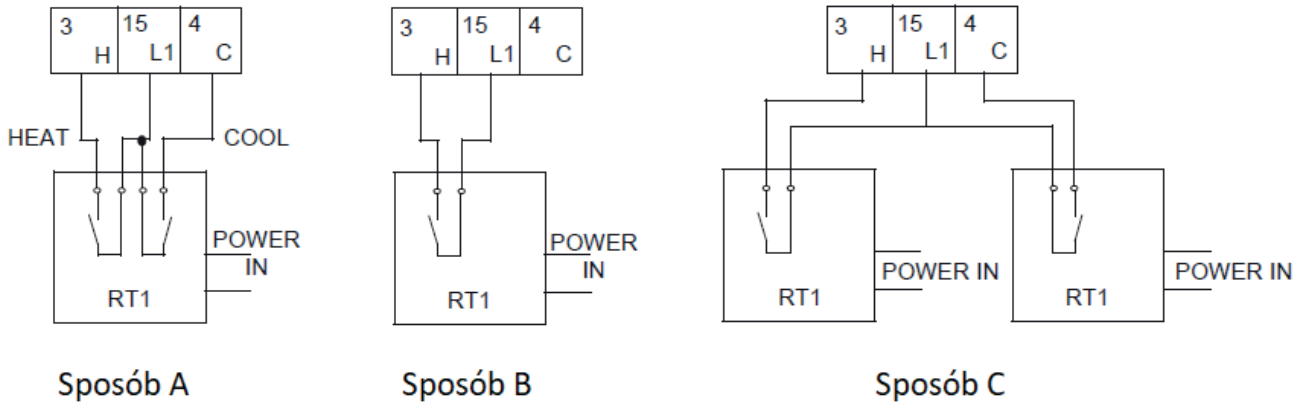 3 15 4
H L1 C
HEAT COOL
POWER
IN
RT1
Sposób A
3 15 4
H L1 C
POWER
IN
RT1
Sposób B
3 15 4
H L1 C
POWER IN
RT1
POWER IN
RT1
Sposób C